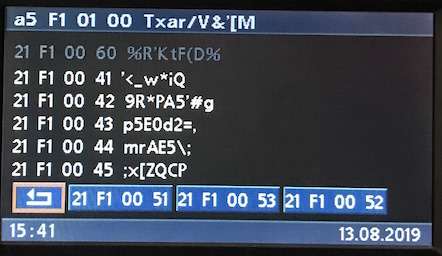 a5 F1 01 00 Txar/V&'[M
21 F1 00 60 %R'KtF(D%
21 F1 00 41 '<_w*iQ
21 F1 00 42 9R*PA5'#g
21 F1 00 43 p5E0d2=,
21 F1 00 44 mrAE5\;
21 F1 00 45 ;x[ZQCP
21 F1 00 51 21 F1 00 53 21 F1 00 52
15:41 13.08.2019